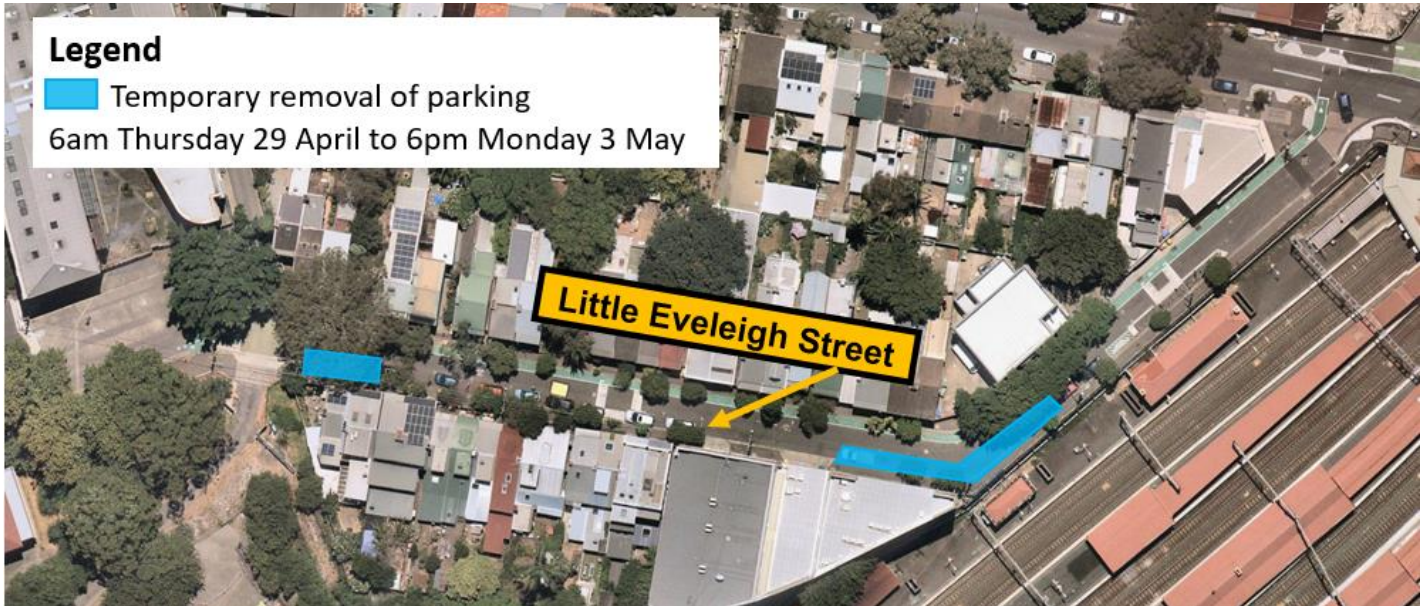 Legend
Temporary removal of parking
6am Thursday 29 April to 6pm Monday 3 May
Little Eveleigh Street